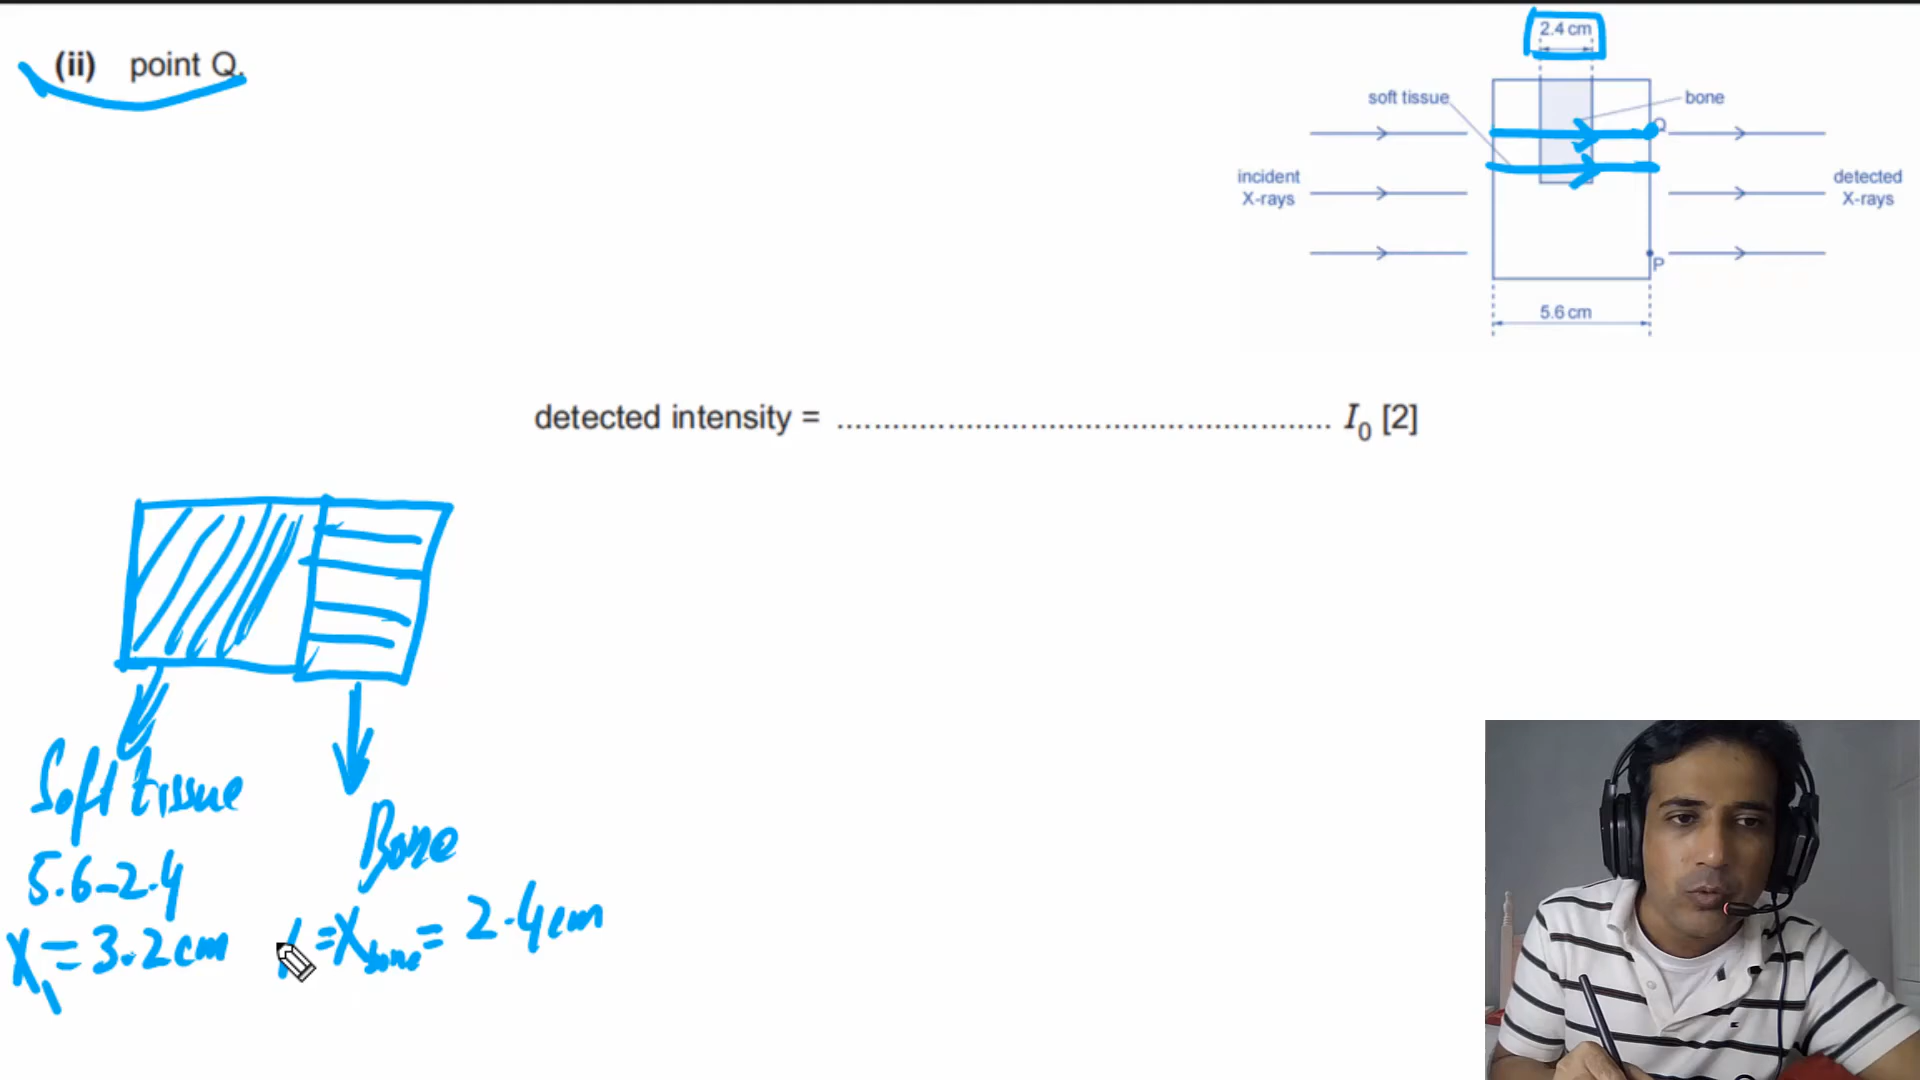 (ii) point Q.
2.4 cm
soft tissue
bone
Q
incident
X-rays
detected
X-rays
P
5.6 cm
detected intensity = ................................................ I0 [2]
Soft tissue
Bone
5.6-2.4
X1 = 3.2cm
= Xbone = 2.4cm